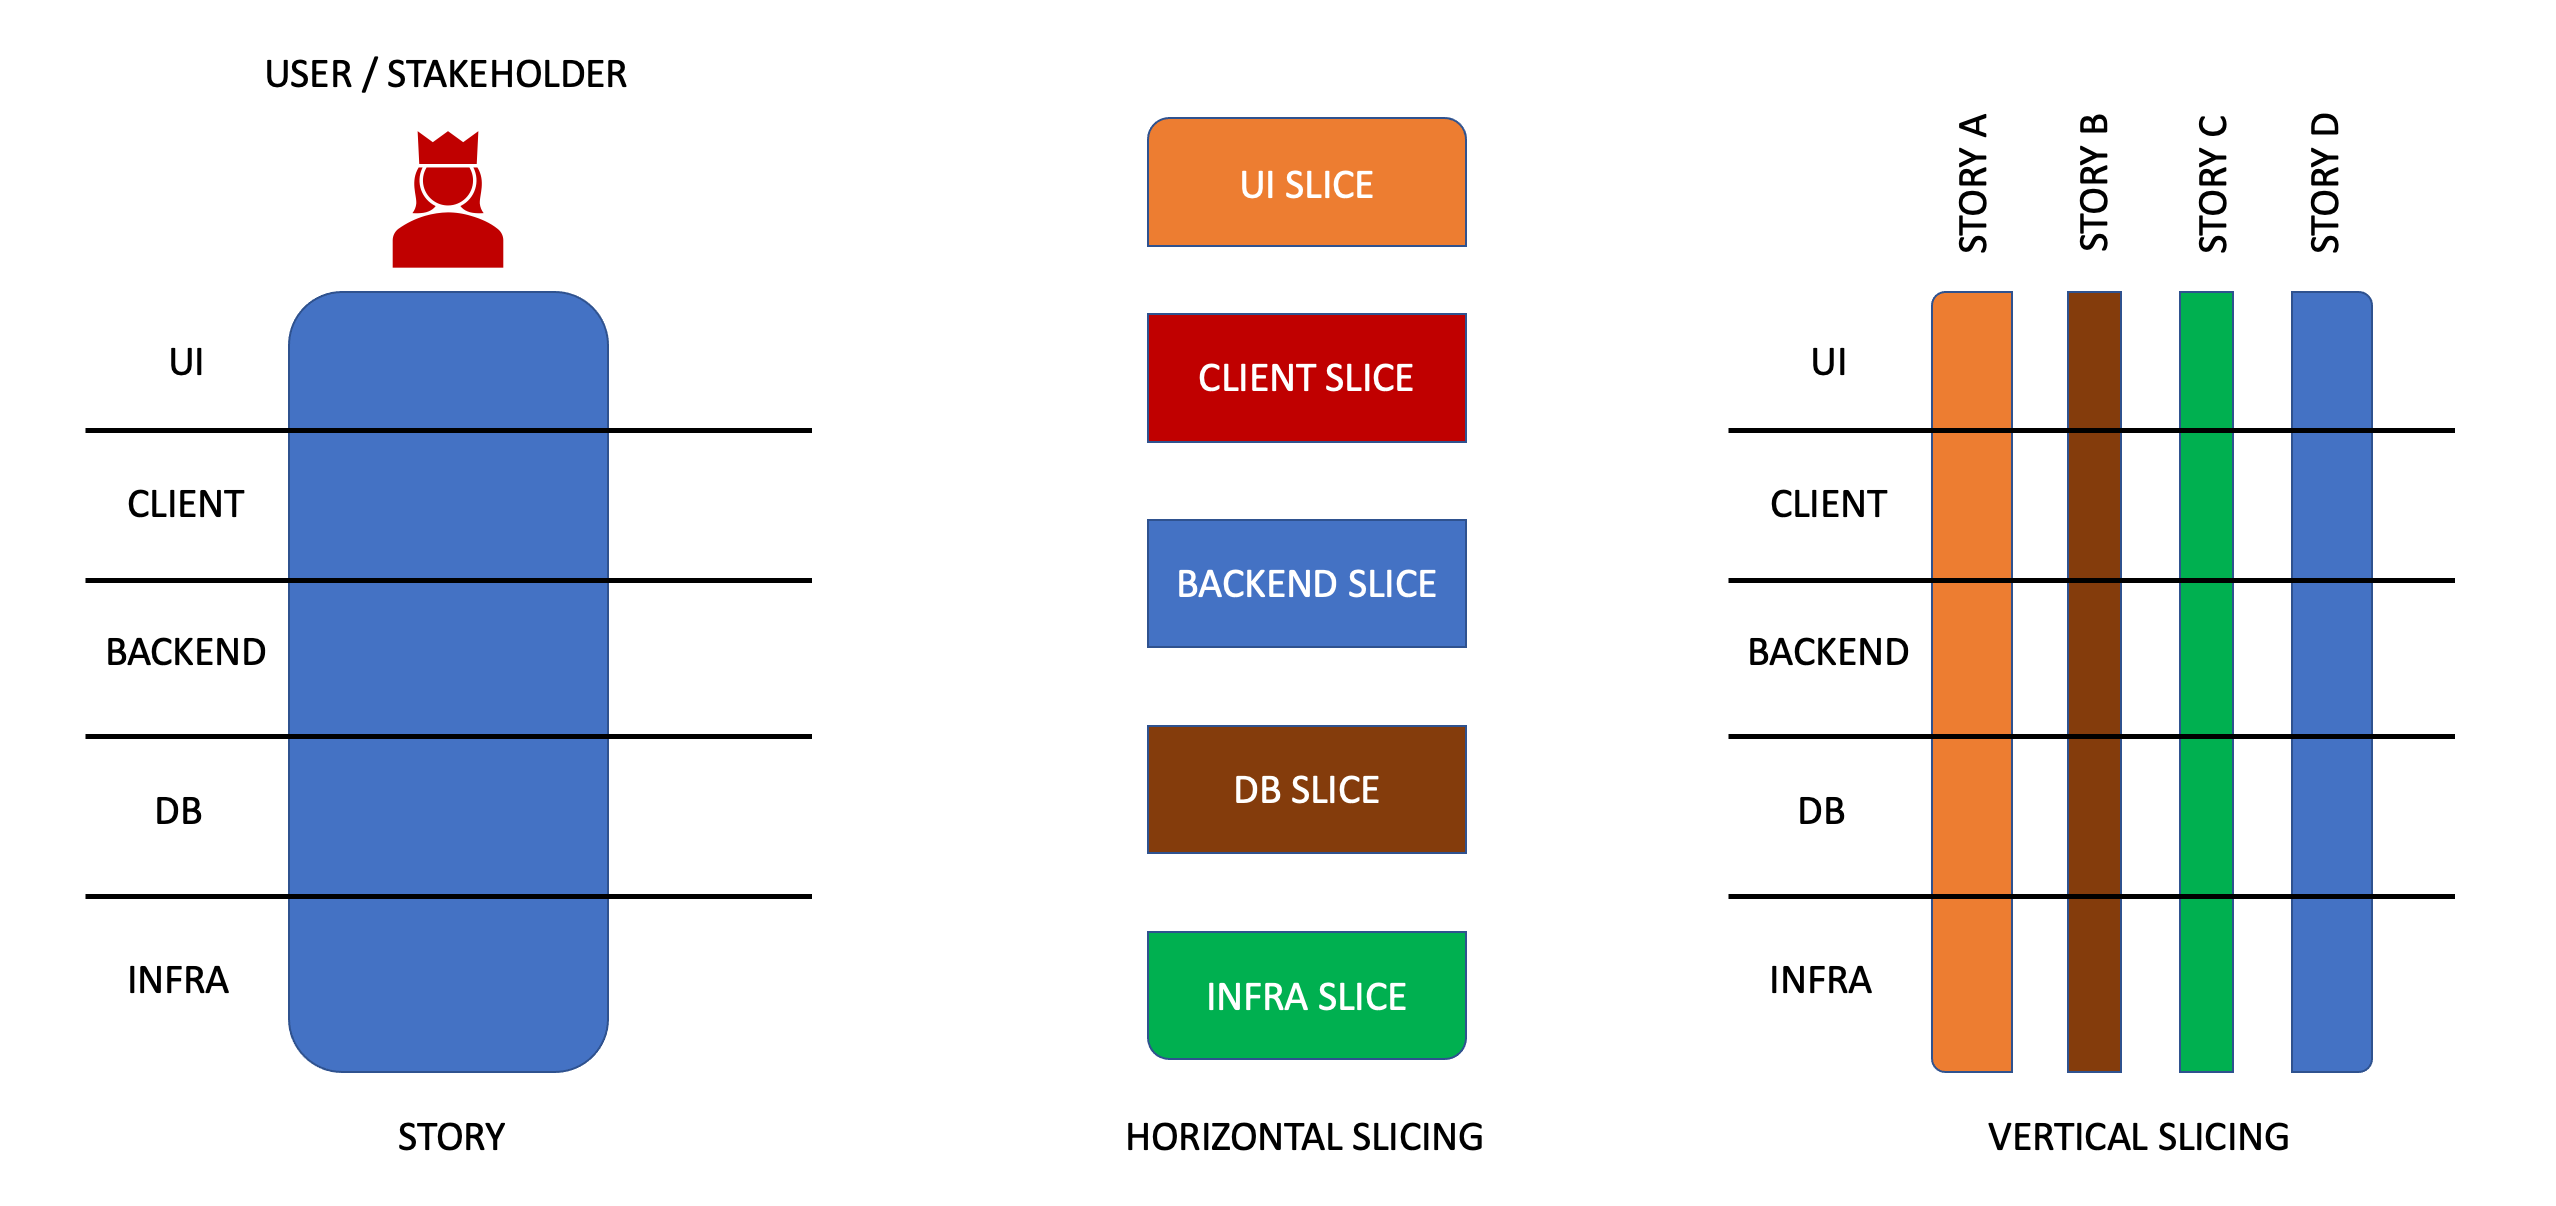 USER / STAKEHOLDER
UI
CLIENT
BACKEND
DB
INFRA
STORY
UI SLICE
CLIENT SLICE
BACKEND SLICE
DB SLICE
INFRA SLICE
HORIZONTAL SLICING
STORY A
STORY B
STORY C
STORY D
UI
CLIENT
BACKEND
DB
INFRA
VERTICAL SLICING